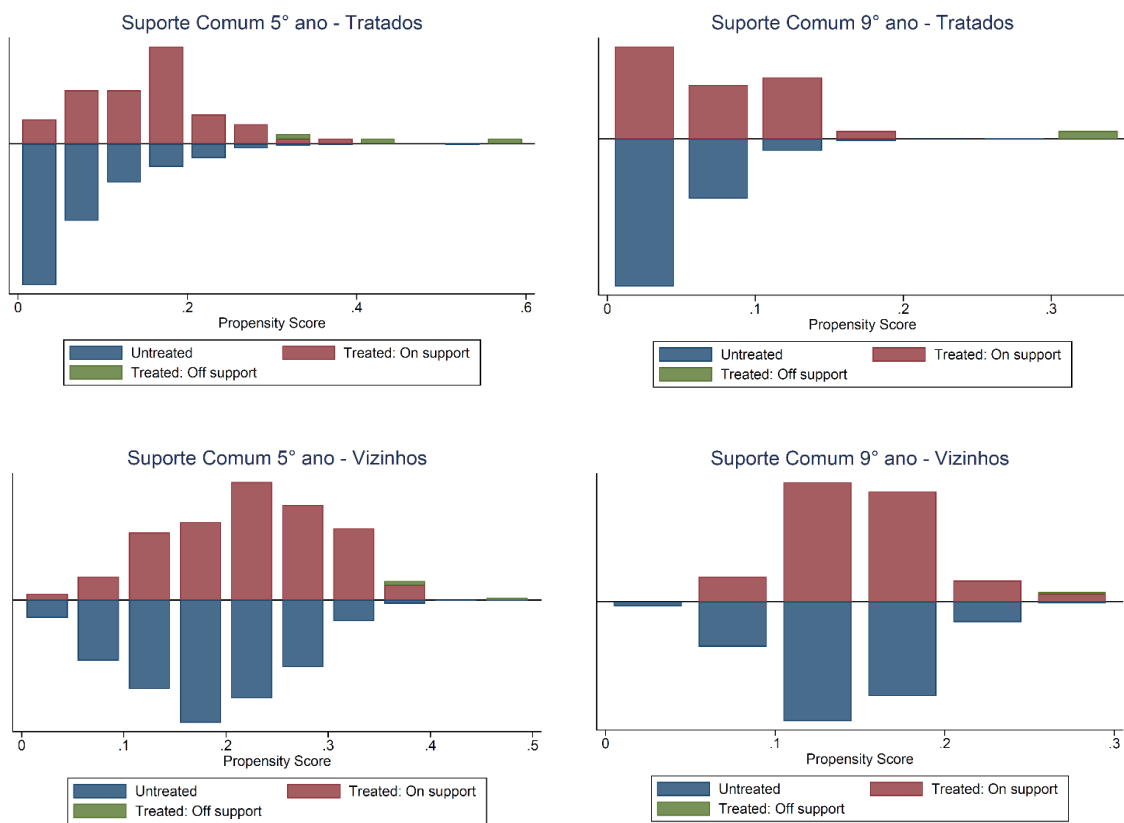 Suporte Comum 5° ano - Tratados
0 .2 .4 .6
Propensity Score
Untreated Treated: On support
Treated: Off support
Suporte Comum 9° ano - Tratados
0 .1 .2 .3
Propensity Score
Untreated Treated: On support
Treated: Off support
Suporte Comum 5° ano - Vizinhos
0 .1 .2 .3 .4 .5
Propensity Score
Untreated Treated: On support
Treated: Off support
Suporte Comum 9° ano - Vizinhos
0 .1 .2 .3
Propensity Score
Untreated Treated: On support
Treated: Off support